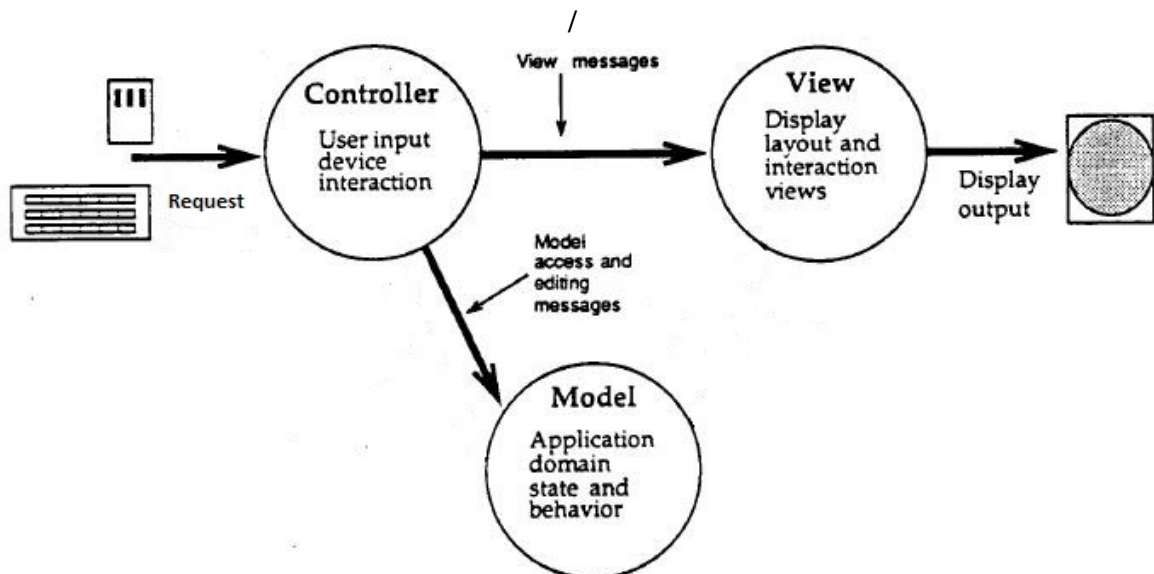 /
View messages
Controller
User input
device
interaction
View
Display
layout and
interaction
views
Request
Display
output
Model
access and
editing
messages
Model
Application
domain
state and
behavior